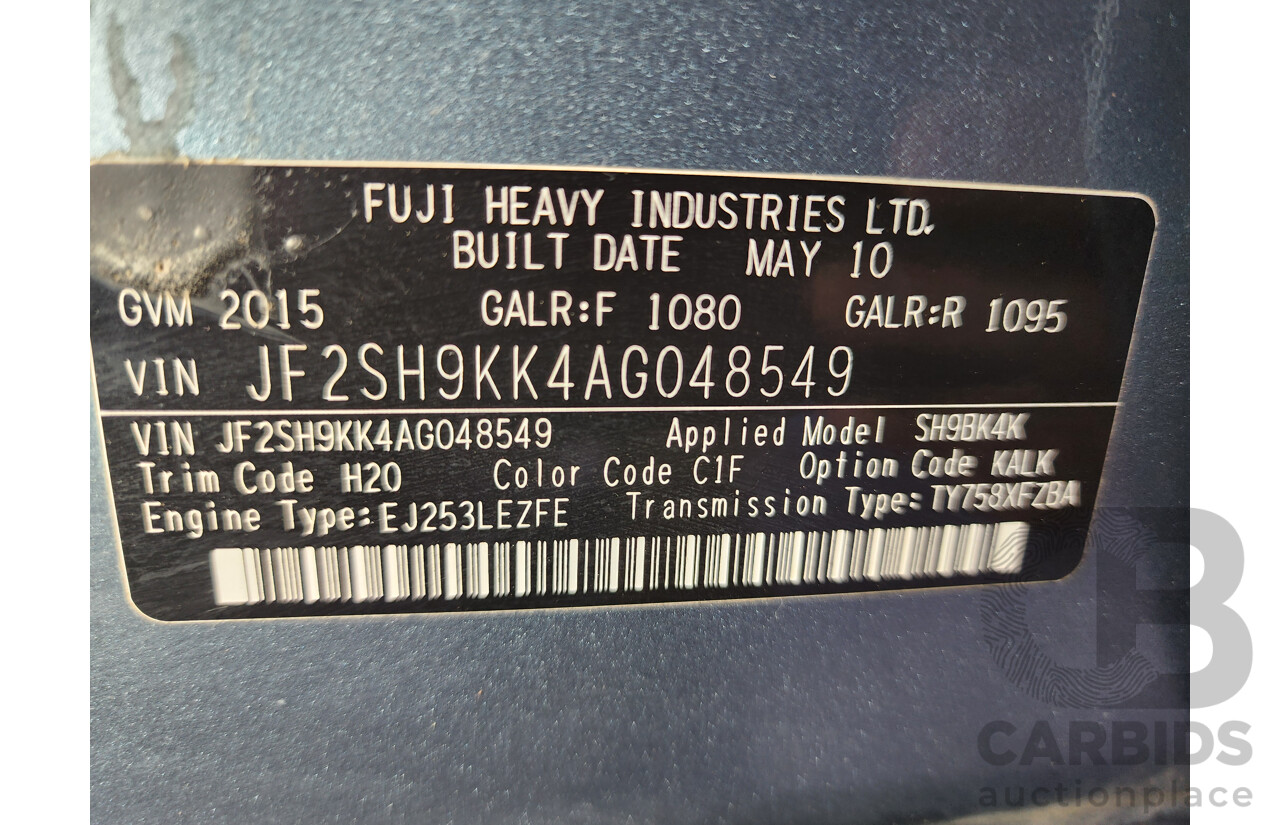 FUJI HEAVY INDUSTRIES LTD.
BUILT DATE MAY 10
GVM 2015 GALR:F 1080 GALR:R 1095
VIN JF2SH9KK4AG048549
VIN JF2SH9KK4AG048549 Applied Model SH9BK4K
Trim Code H20 Color Code C1F Option Code KALK
Engine Type:EJ253LEZFE Transmission Type:TY758XFZBA
CB
CARBIDS
auctionplace